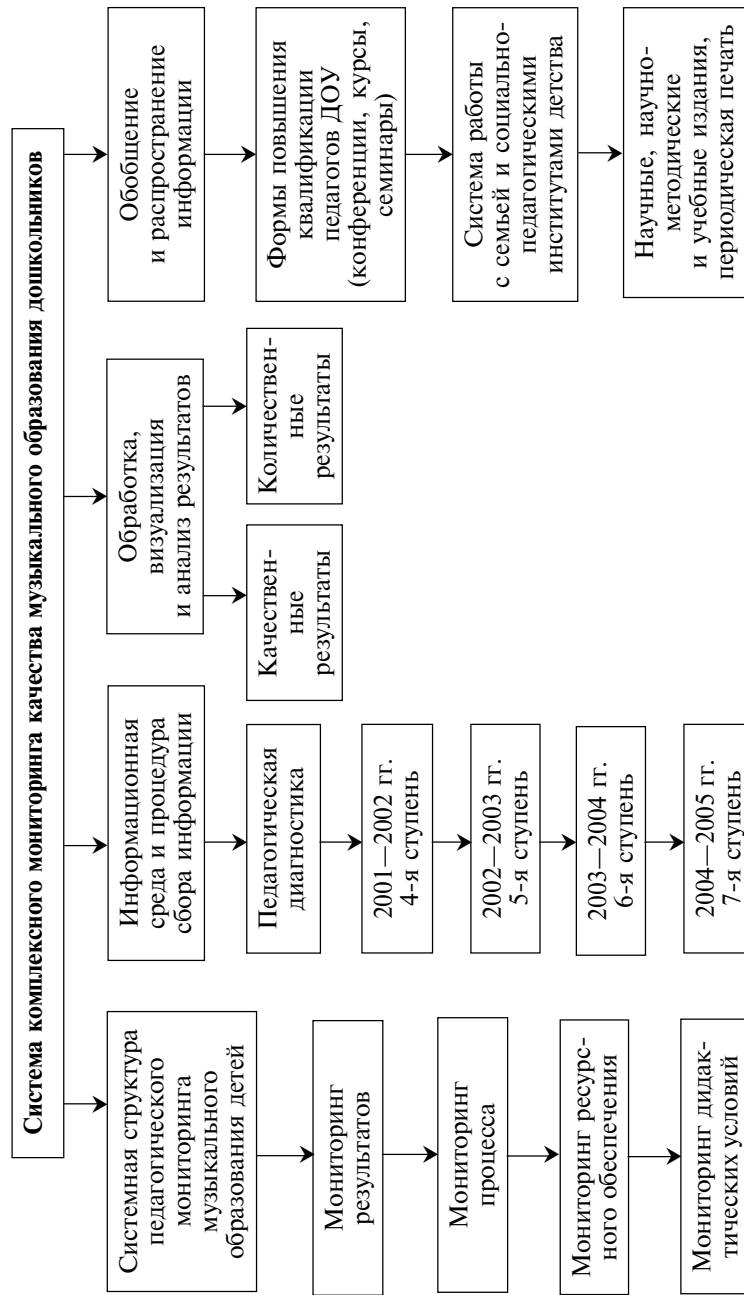 Система комплексного мониторинга качества музыкального образования дошкольников
Системная структура
педагогического
мониторинга
музыкального
образования детей
Мониторинг
результатов
Мониторинг
процесса
Мониторинг ресурс-
ного обеспечения
Мониторинг дидак-
тических условий
Информационная
среда и процедура
сбора информации
Педагогическая
диагностика
2001—2002 гг.
4-я ступень
2002—2003 гг.
5-я ступень
2003—2004 гг.
6-я ступень
2004—2005 гг.
7-я ступень
Обработка,
визуализация
и анализ результатов
Качествен-
ные
результаты
Количествен-
ные
результаты
Обобщение
и распространение
информации
Формы повышения
квалификации
педагогов ДОУ
(конференции, курсы,
семинары)
Система работы
с семьей и социально-
педагогическими
институтами детства
Научные, научно-
методические
и учебные издания,
периодическая печать